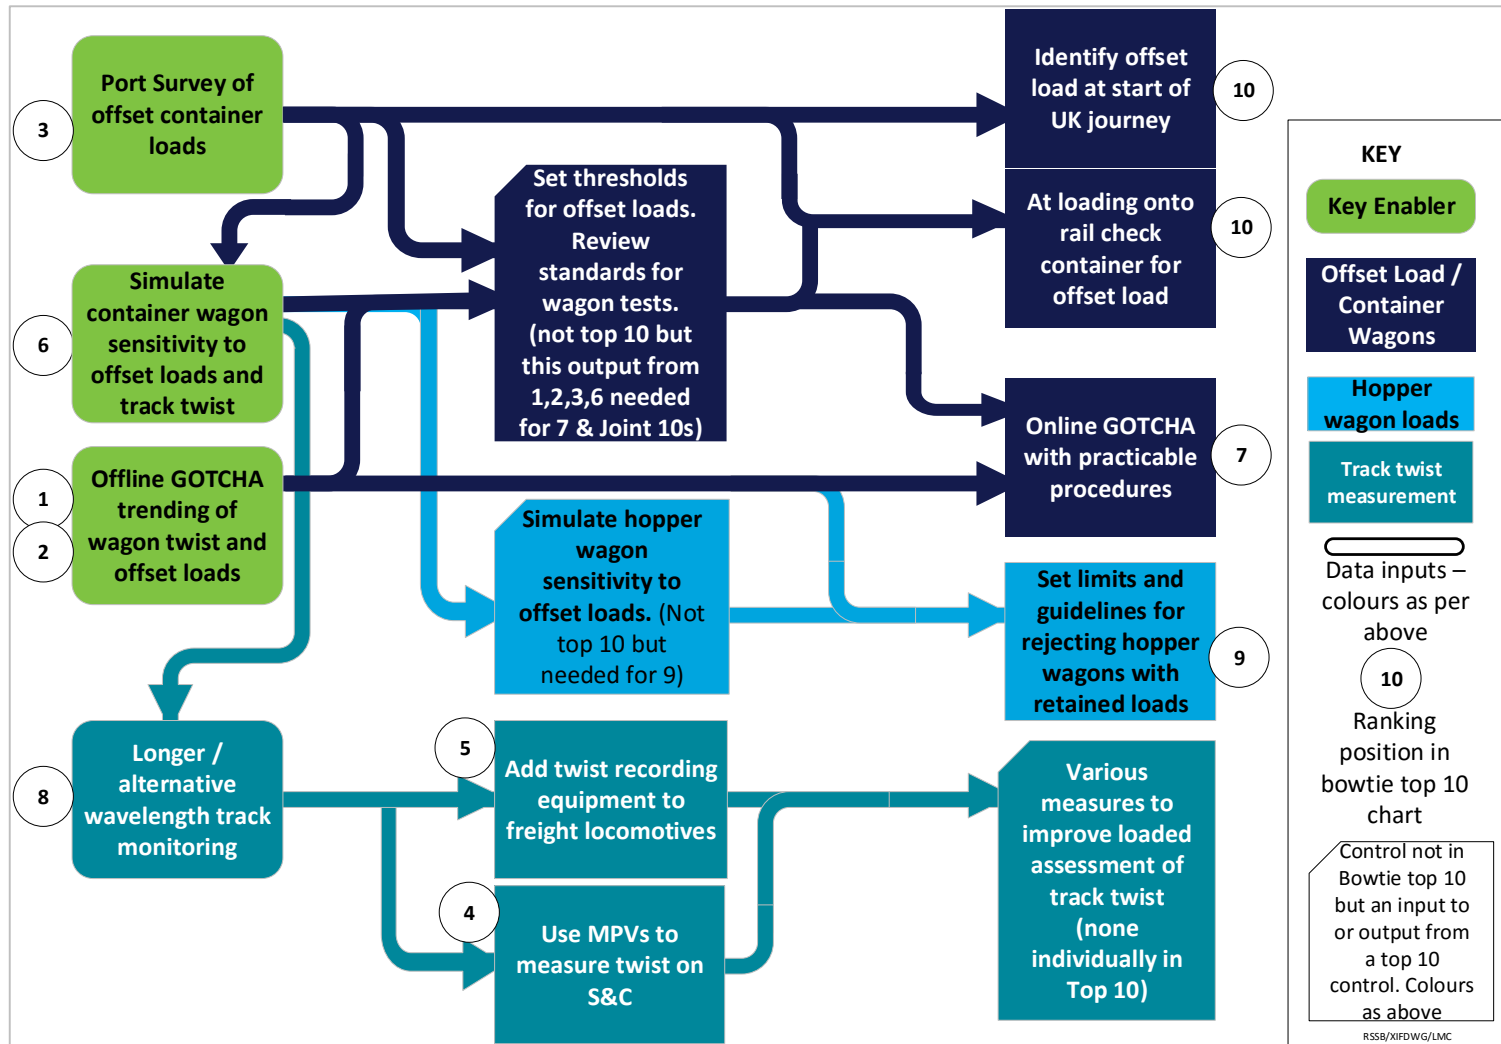 Port Survey of
offset container
loads
3
Simulate
container wagon
sensitivity to
offset loads and
track twist
6
Offline GOTCHA
trending of
wagon twist and
offset loads
1
2
Longer /
alternative
wavelength track
monitoring
8
Set thresholds
for offset loads.
Review
standards for
wagon tests.
(not top 10 but
this output from
1,2,3,6 needed
for 7 & Joint 10s)
Simulate hopper
wagon
sensitivity to
offset loads. (Not
top 10 but
needed for 9)
5
Add twist recording
equipment to
freight locomotives
4
Use MPVs to
measure twist on
S&C
Identify offset
load at start of
UK journey
10
At loading onto
rail check
container for
offset load
10
Online GOTCHA
with practicable
procedures
7
Set limits and
guidelines for
rejecting hopper
wagons with
retained loads
9
Various
measures to
improve loaded
assessment of
track twist
(none
individually in
Top 10)
KEY
Key Enabler
Offset Load /
Container
Wagons
Hopper
wagon loads
Track twist
measurement
Data inputs –
colours as per
above
10
Ranking
position in
bowtie top 10
chart
Control not in
Bowtie top 10
but an input to
or output from
a top 10
control. Colours
as above
RSSB/XIFDWG/LMC